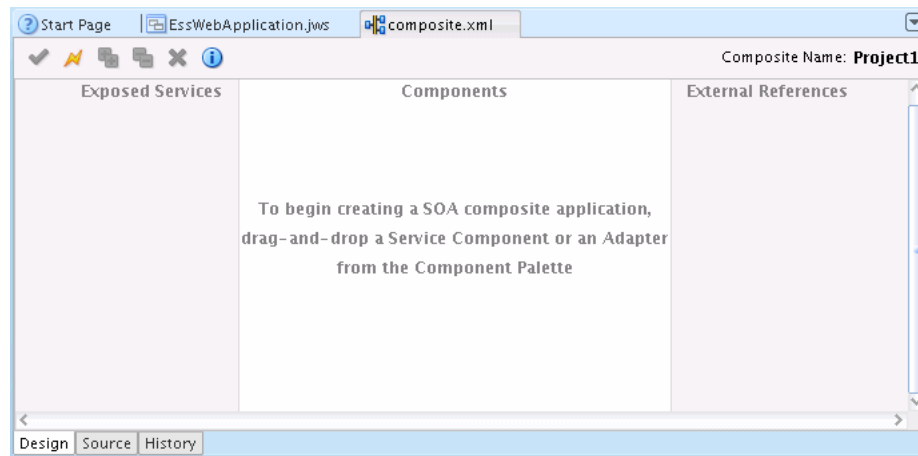 Start Page EssWebApplication.jws composite.xml
Composite Name: Project1
Exposed Services Components External References
To begin creating a SOA composite application,
drag-and-drop a Service Component or an Adapter
from the Component Palette
Design Source History